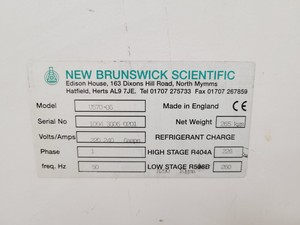 NEW BRUNSWICK SCIENTIFIC
Edison House, 163 Dixons Hill Road, North Mymms
Hatfield, Herts AL9 7JE. Tel 01707 275733 Fax 01707 267859
Model
Made in England
Serial No
Net Weight
Volts/Amps
REFRIGERANT CHARGE
Phase 1 HIGH STAGE R404A
freq. Hz 50 LOW STAGE 260